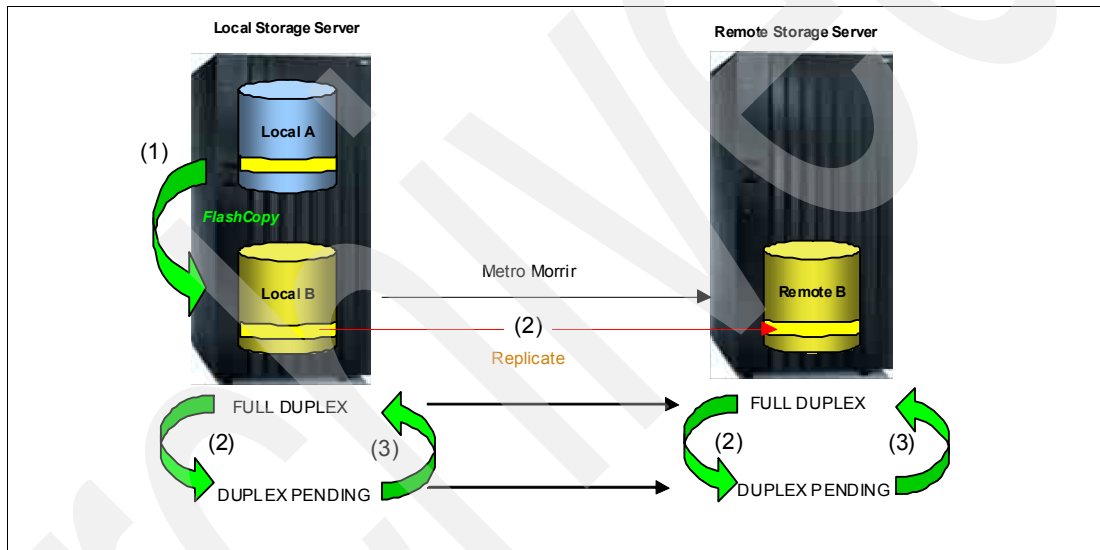 Local Storage Server
Remote Storage Server
Local A
(1)
FlashCopy
Local B
Metro Morrir
Remote B
(2)
Replicate
FULL DUPLEX
FULL DUPLEX
(2)
(3)
(2)
(3)
DUPLEX PENDING
DUPLEX PENDING